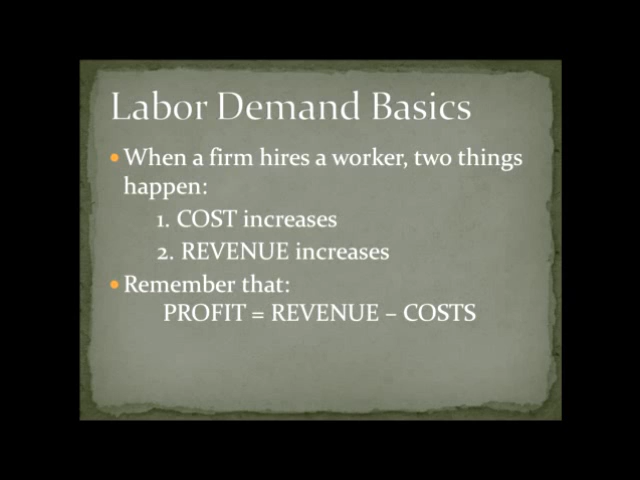 Labor Demand Basics
• When a firm hires a worker, two things
happen:
1. COST increases
2. REVENUE increases
• Remember that:
PROFIT = REVENUE – COSTS